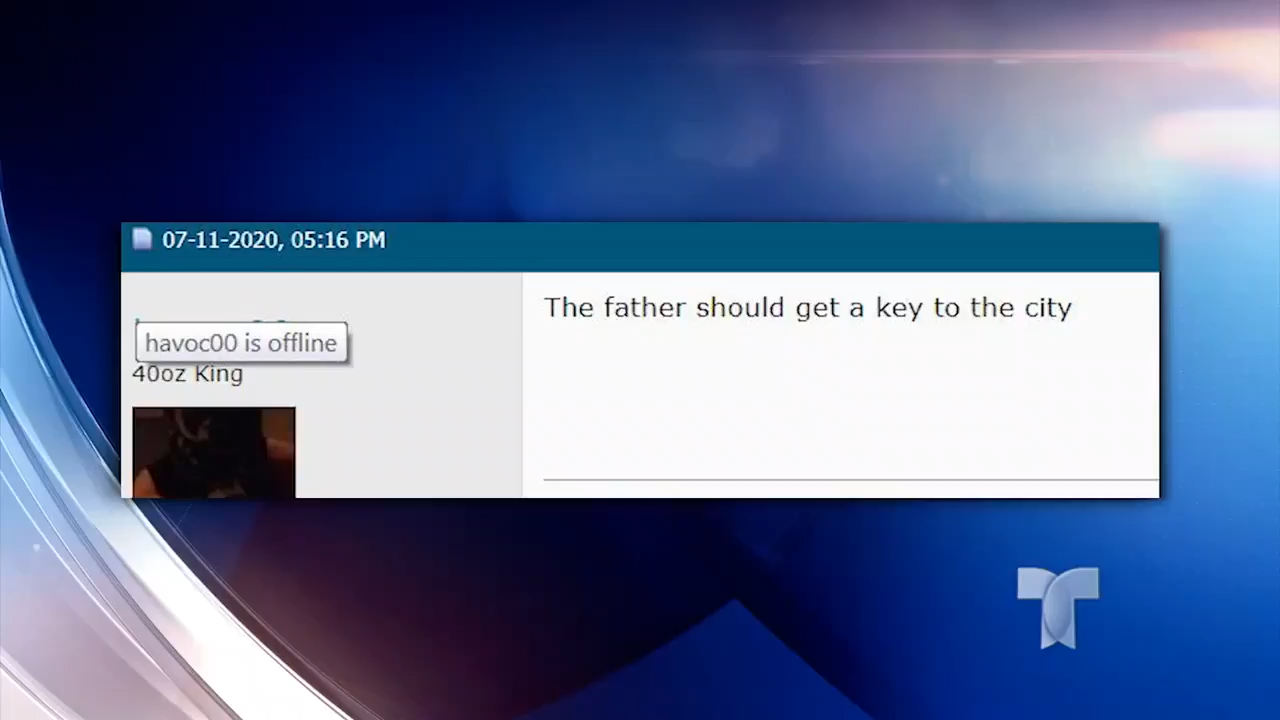 07-11-2020, 05:16 PM
The father should get a key to the city
havoc00 is offline
40oz King